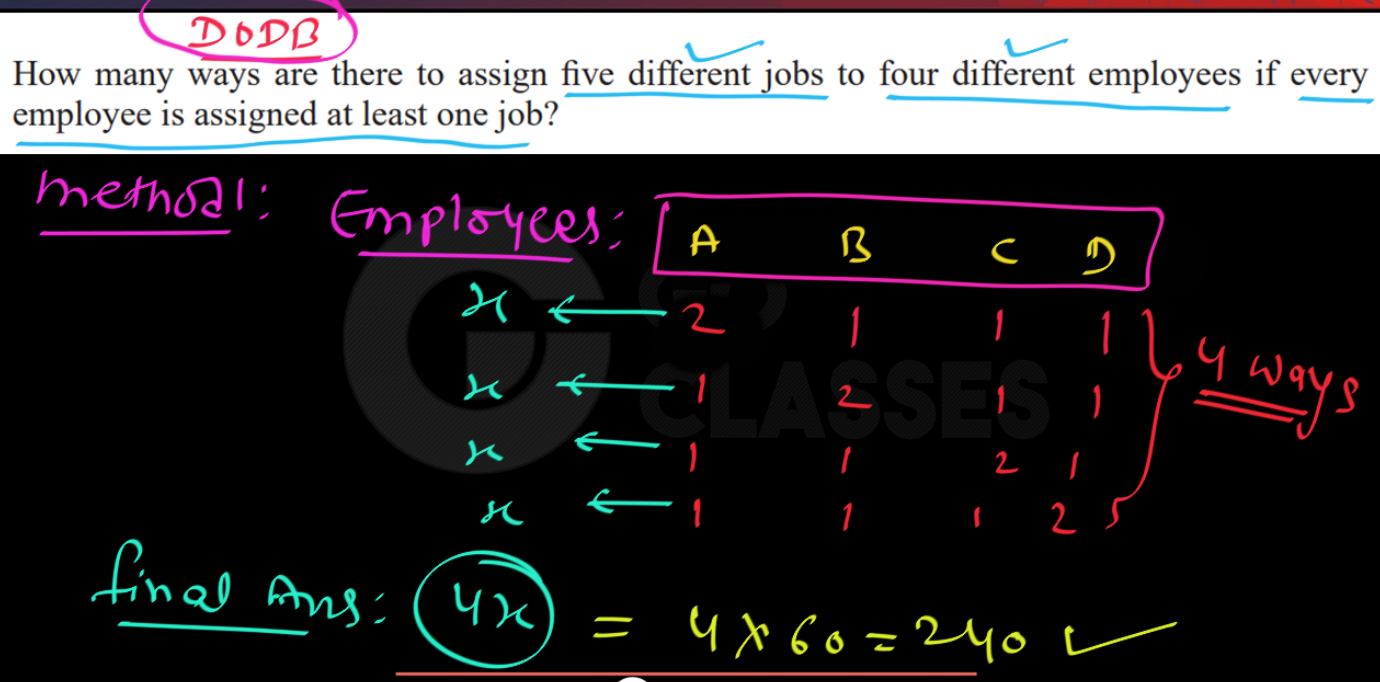 DODB
How many ways are there to assign five different jobs to four different employees if every
employee is assigned at least one job?
method1: Employees: A B C D
x ← 2 1 1 1
x ← 1 2 1 1
x ← 1 1 2 1
x ← 1 1 1 2
4 ways
final Ans: 4x = 4 x 60 = 240 ✓
CLASSES